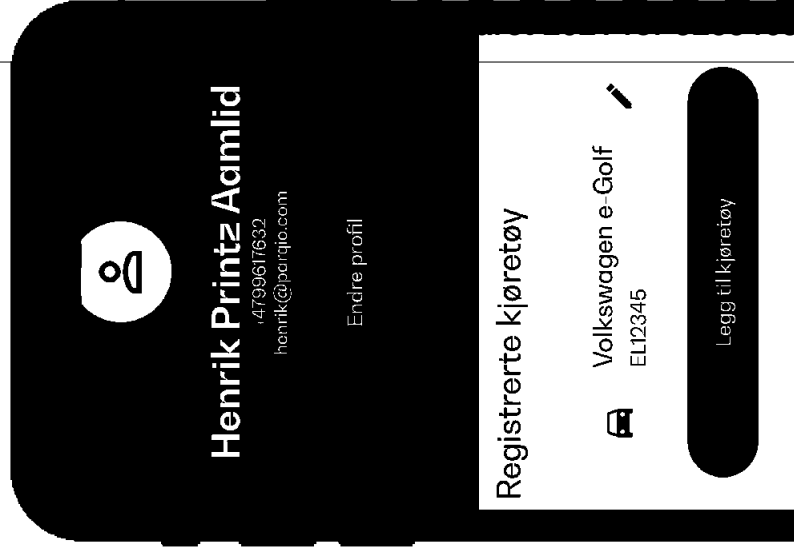 Henrik Printz Aamlid
+4799617632
henrik@parqio.com
Endre profil
Registrerte kjøretøy
Volkswagen e-Golf
EL12345
Legg til kjøretøy